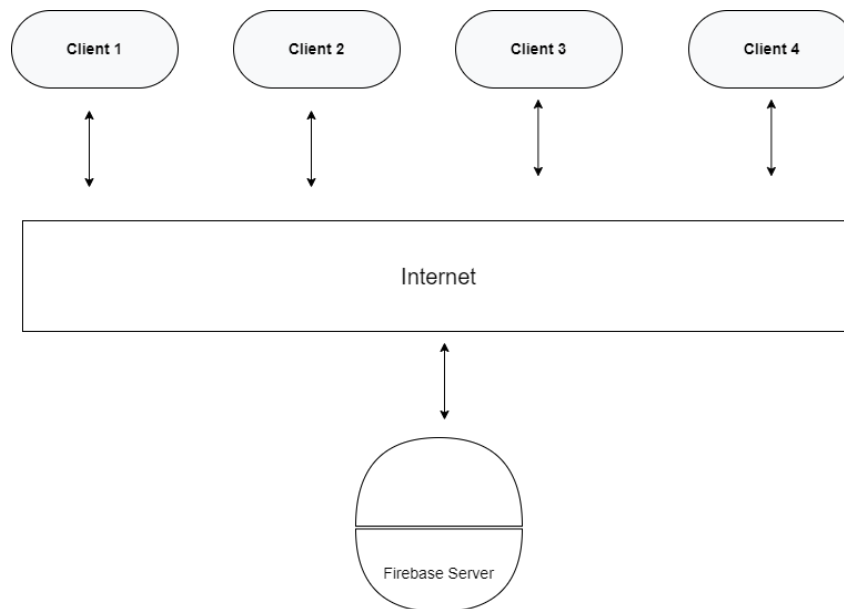 Client 1
Client 2
Client 3
Client 4
Internet
Firebase Server